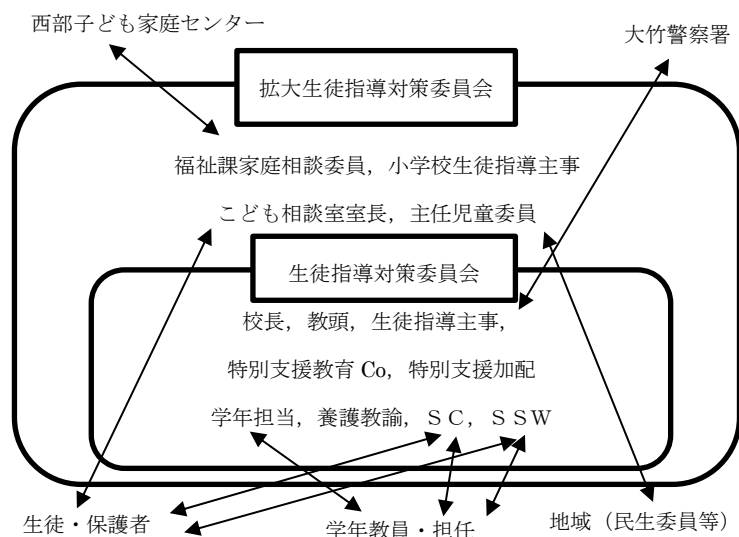 西部子ども家庭センター
大竹警察署
拡大生徒指導対策委員会
福祉課家庭相談委員，小学校生徒指導主事
こども相談室室長，主任児童委員
生徒指導対策委員会
校長，教頭，生徒指導主事，
特別支援教育 Co，特別支援加配
学年担当，養護教諭，ＳＣ，ＳＳＷ
生徒・保護者
学年教員・担任
地域（民生委員等）